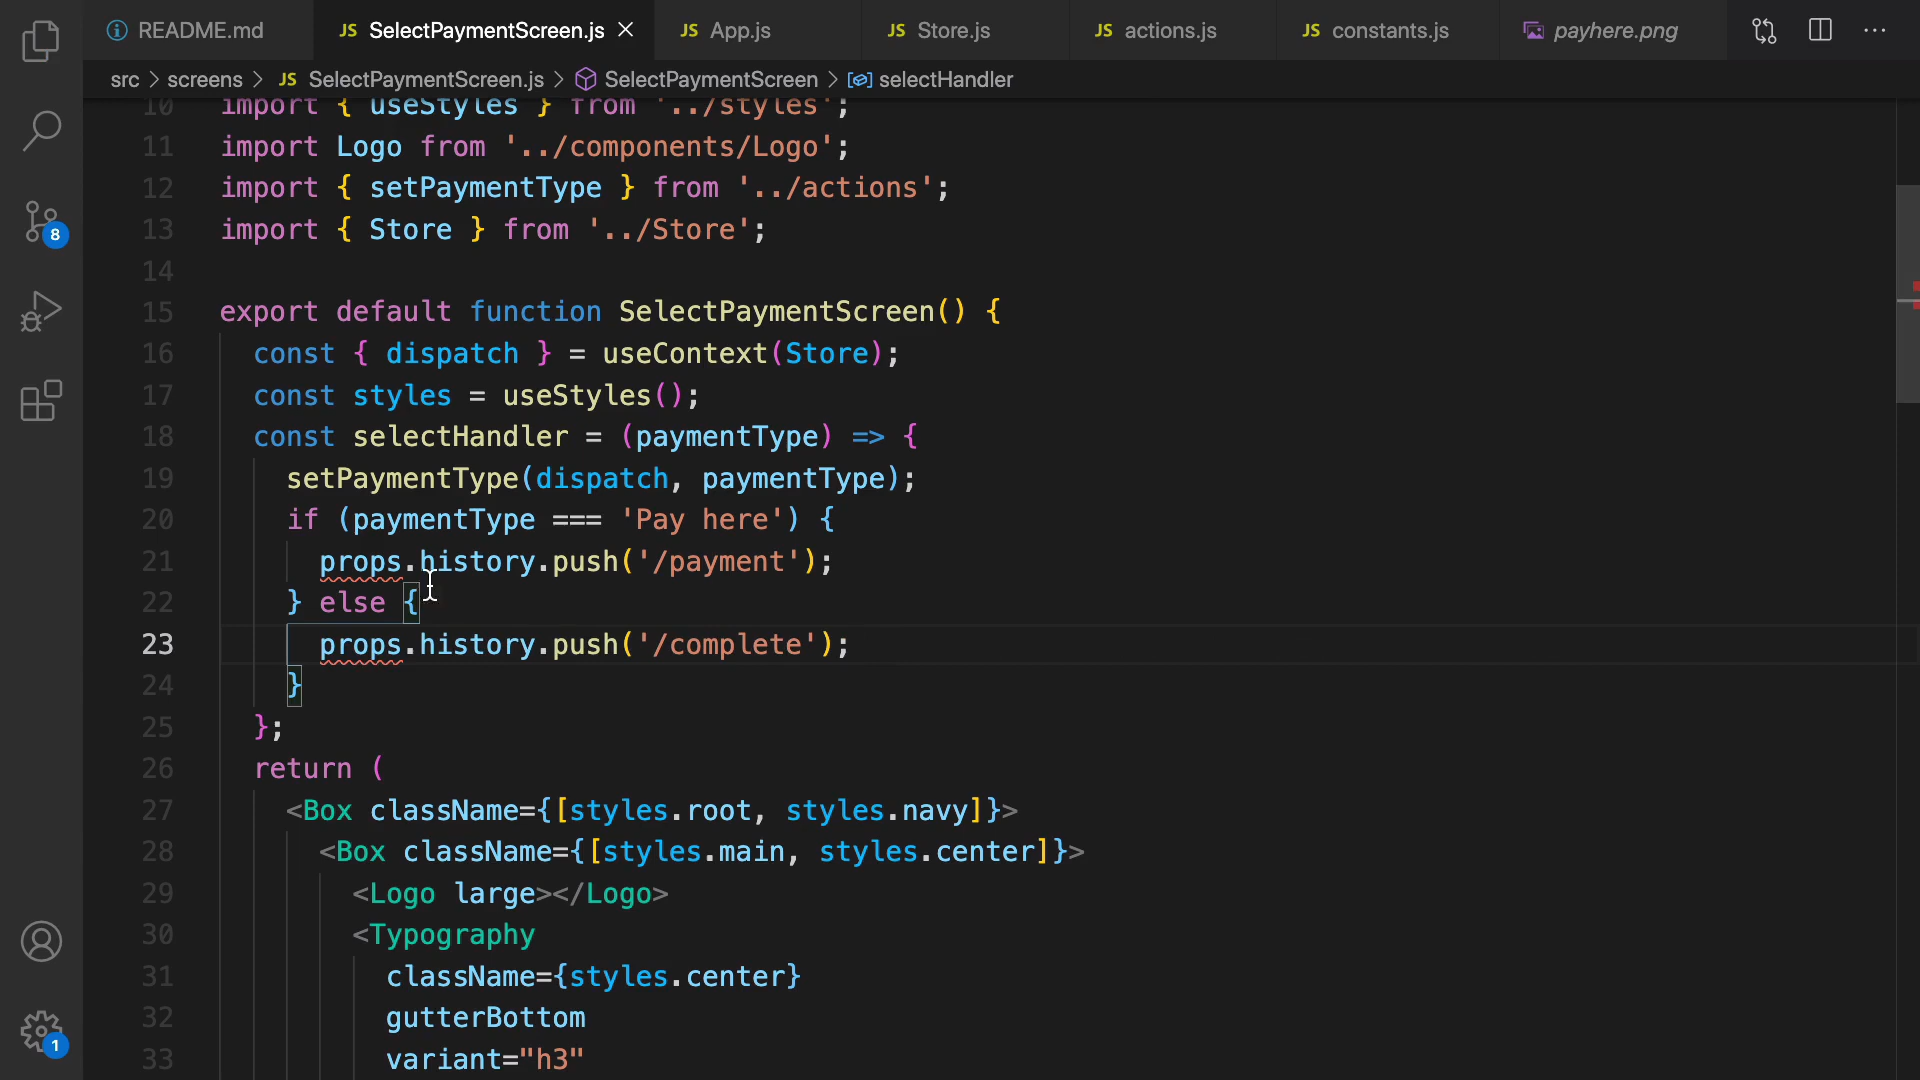 README.md
JS SelectPaymentScreen.js
JS App.js
JS Store.js
JS actions.js
JS constants.js
payhere.png
src > screens > JS SelectPaymentScreen.js > SelectPaymentScreen > selectHandler
10 import { useStyles } from '../styles';
11 import Logo from '../components/Logo';
12 import { setPaymentType } from '../actions';
13 import { Store } from '../Store';
14
15 export default function SelectPaymentScreen() {
16 const { dispatch } = useContext(Store);
17 const styles = useStyles();
18 const selectHandler = (paymentType) => {
19 setPaymentType(dispatch, paymentType);
20 if (paymentType === 'Pay here') {
21 props.history.push('/payment');
22 } else {
23 props.history.push('/complete');
24 }
25 };
26 return (
27 <Box className={[styles.root, styles.navy]}>
28 <Box className={[styles.main, styles.center]}>
29 <Logo large></Logo>
30 <Typography
31 className={styles.center}
32 gutterBottom
33 variant="h3"
8
1